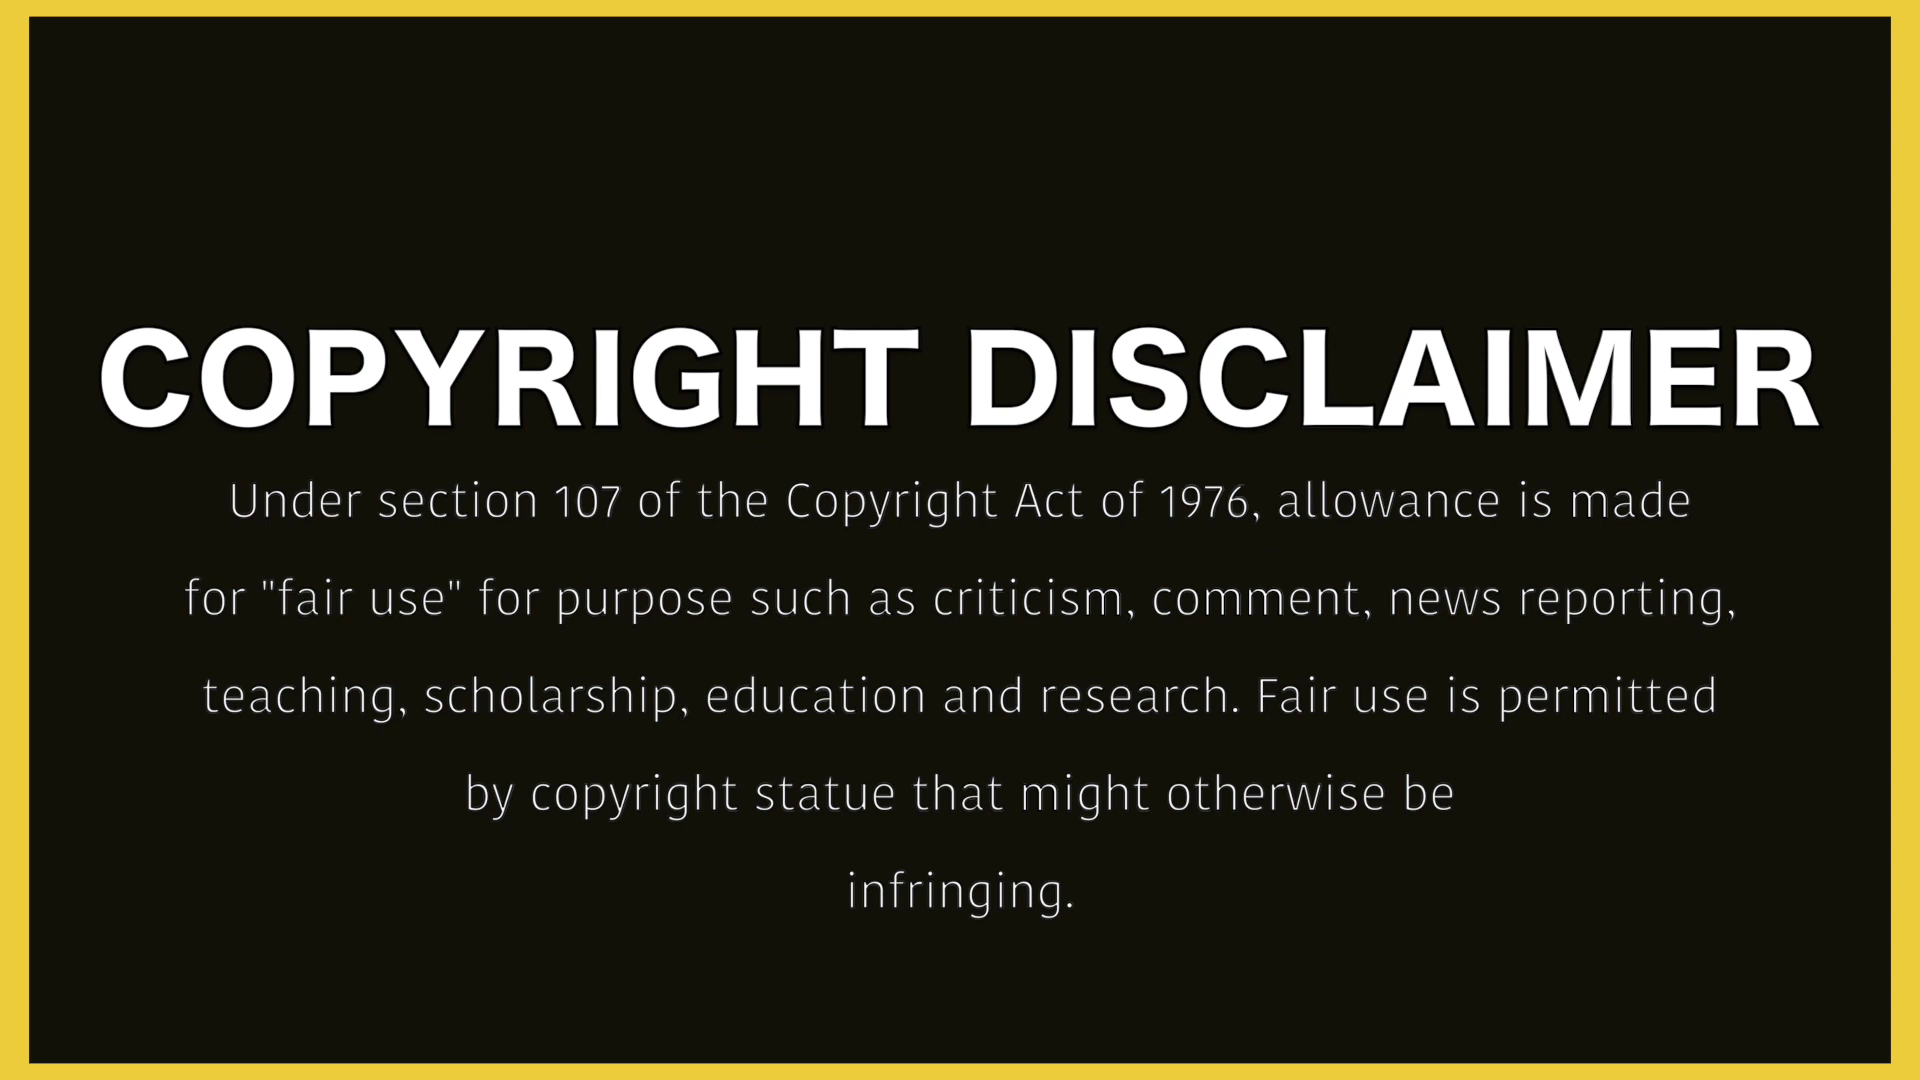 COPYRIGHT DISCLAIMER
Under section 107 of the Copyright Act of 1976, allowance is made
for "fair use" for purpose such as criticism, comment, news reporting,
teaching, scholarship, education and research. Fair use is permitted
by copyright statue that might otherwise be
infringing.